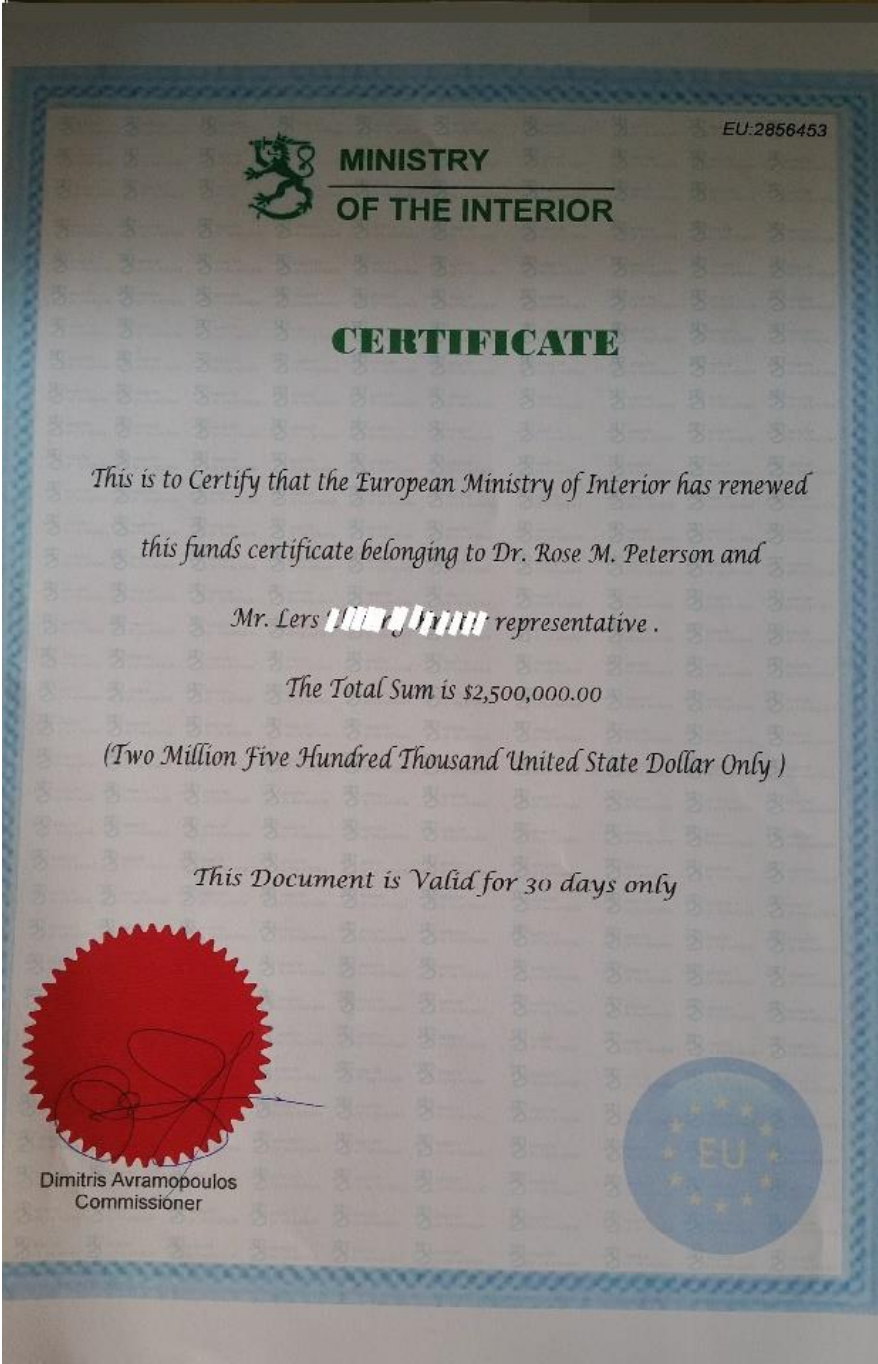 EU:2856453
MINISTRY
OF THE INTERIOR
CERTIFICATE
This is to Certify that the European Ministry of Interior has renewed
this funds certificate belonging to Dr. Rose M. Peterson and
Mr. Lers representative .
The Total Sum is $2,500,000.00
(Two Million Five Hundred Thousand United State Dollar Only )
This Document is Valid for 30 days only
Dimitris Avramopoulos
Commissioner
EU